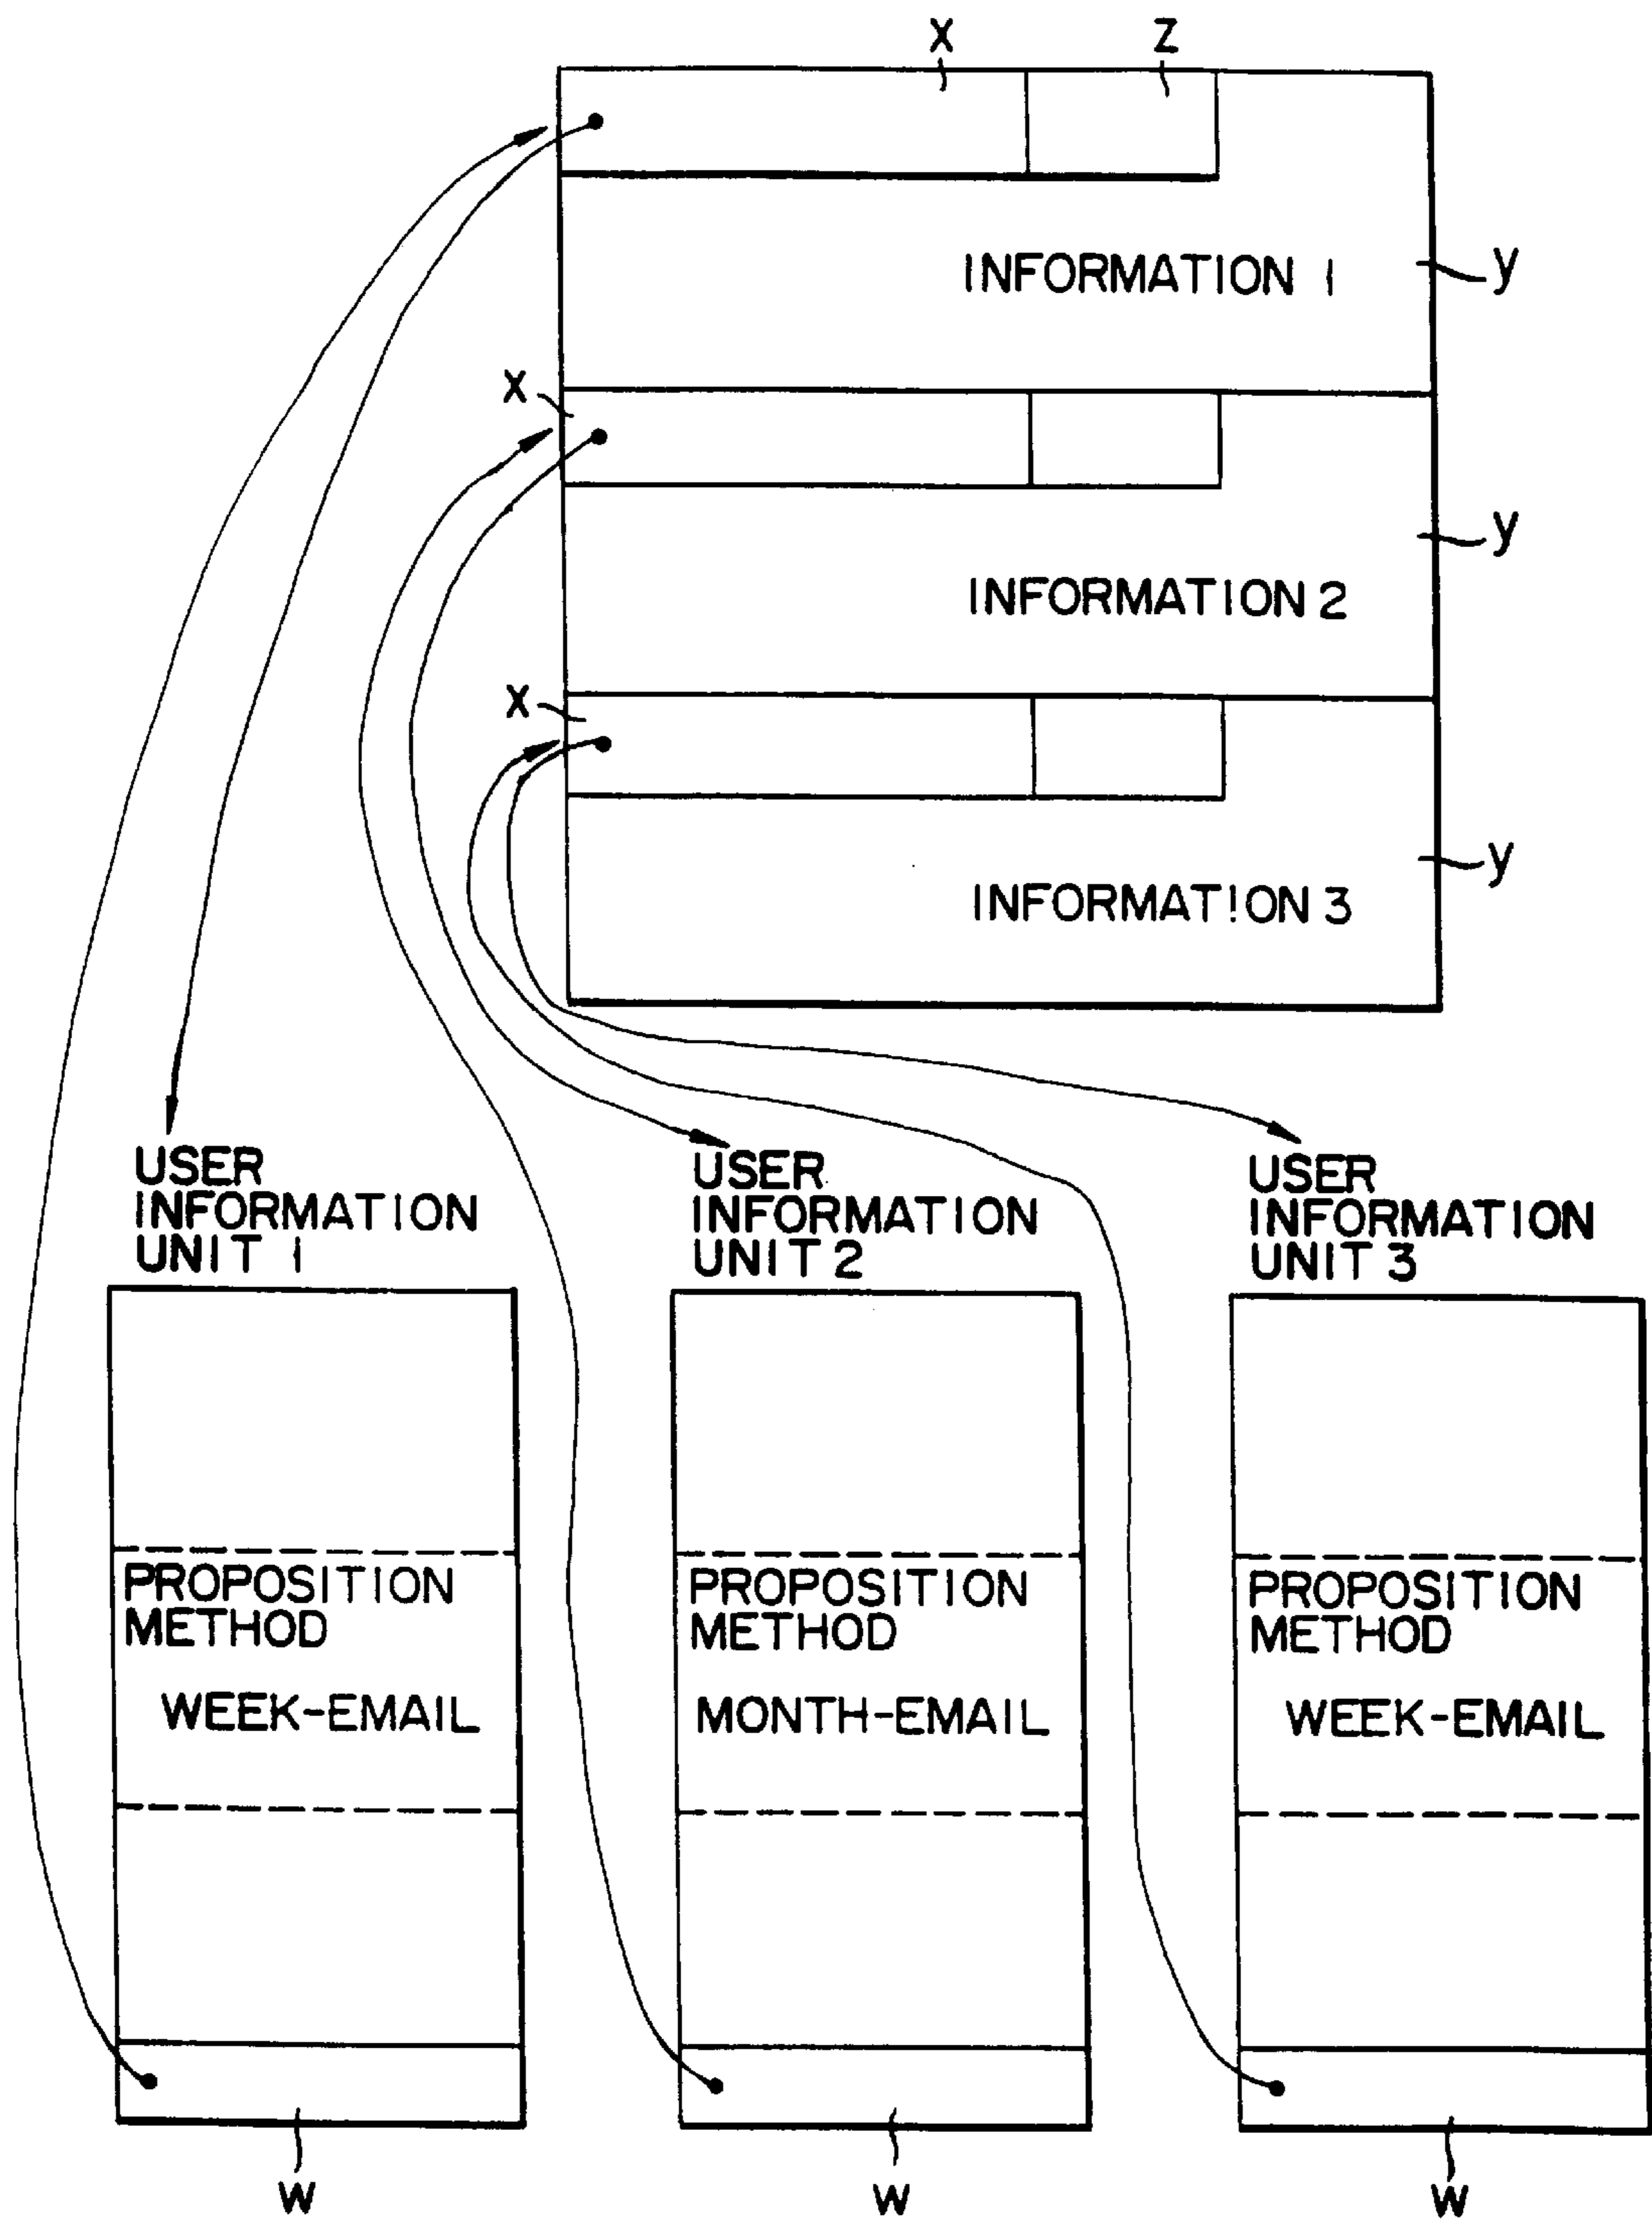 x z
INFORMATION 1
y
x
y
INFORMATION 2
x
y
INFORMATION 3
USER
INFORMATION
UNIT 1
USER
INFORMATION
UNIT 2
USER
INFORMATION
UNIT 3
PROPOSITION
METHOD
WEEK-EMAIL
PROPOSITION
METHOD
MONTH-EMAIL
PROPOSITION
METHOD
WEEK-EMAIL
w
w
w